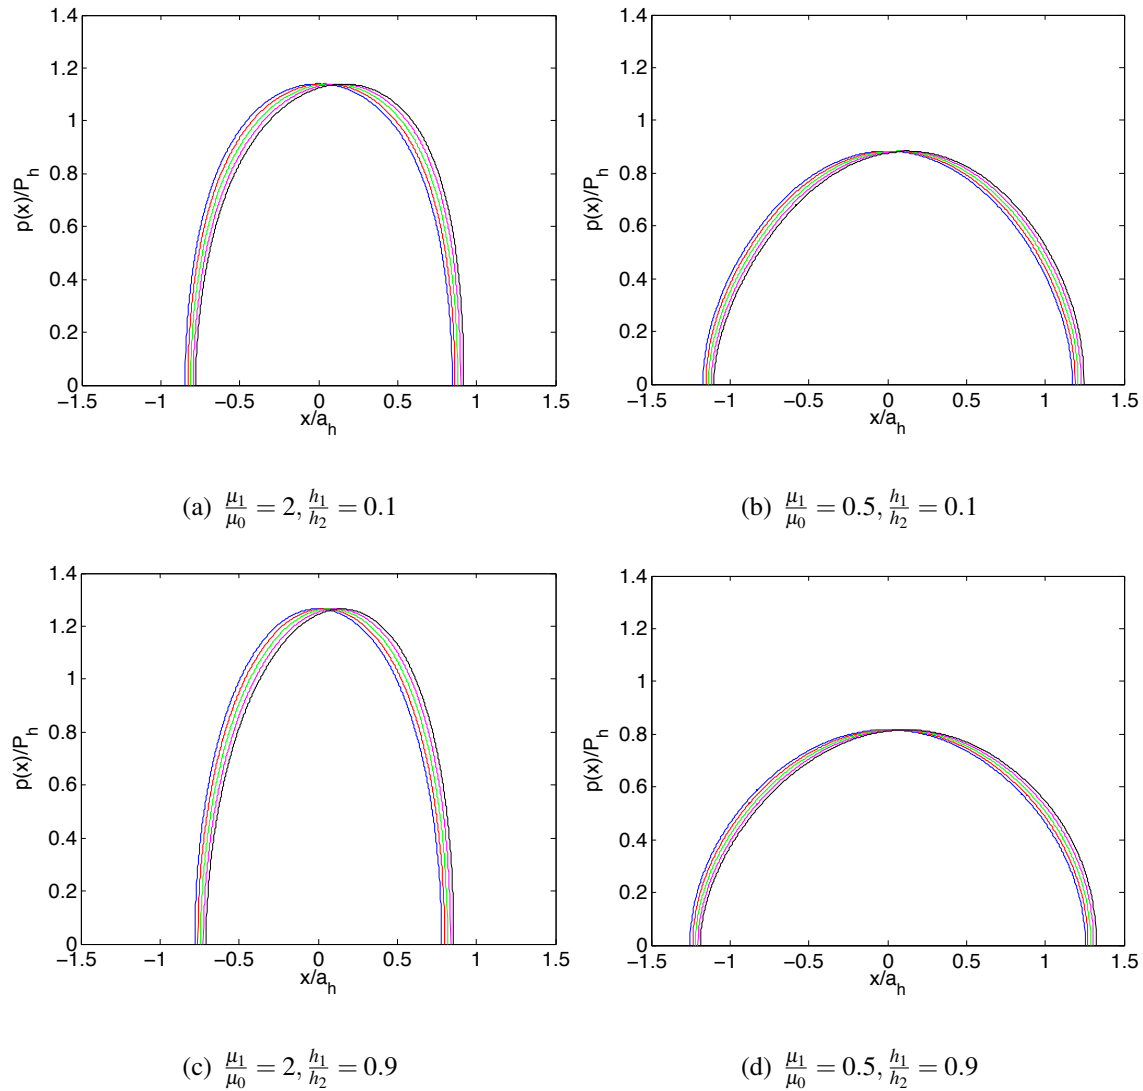 1.4
1.2
1
0.8
0.6
0.4
0.2
0
p(x)/P_h
−1.5 −1 −0.5 0 0.5 1 1.5
x/a_h
(a) μ₁/μ₀ = 2, h₁/h₂ = 0.1
1.4
1.2
1
0.8
0.6
0.4
0.2
0
p(x)/P_h
−1.5 −1 −0.5 0 0.5 1 1.5
x/a_h
(b) μ₁/μ₀ = 0.5, h₁/h₂ = 0.1
1.4
1.2
1
0.8
0.6
0.4
0.2
0
p(x)/P_h
−1.5 −1 −0.5 0 0.5 1 1.5
x/a_h
(c) μ₁/μ₀ = 2, h₁/h₂ = 0.9
1.4
1.2
1
0.8
0.6
0.4
0.2
0
p(x)/P_h
−1.5 −1 −0.5 0 0.5 1 1.5
x/a_h
(d) μ₁/μ₀ = 0.5, h₁/h₂ = 0.9